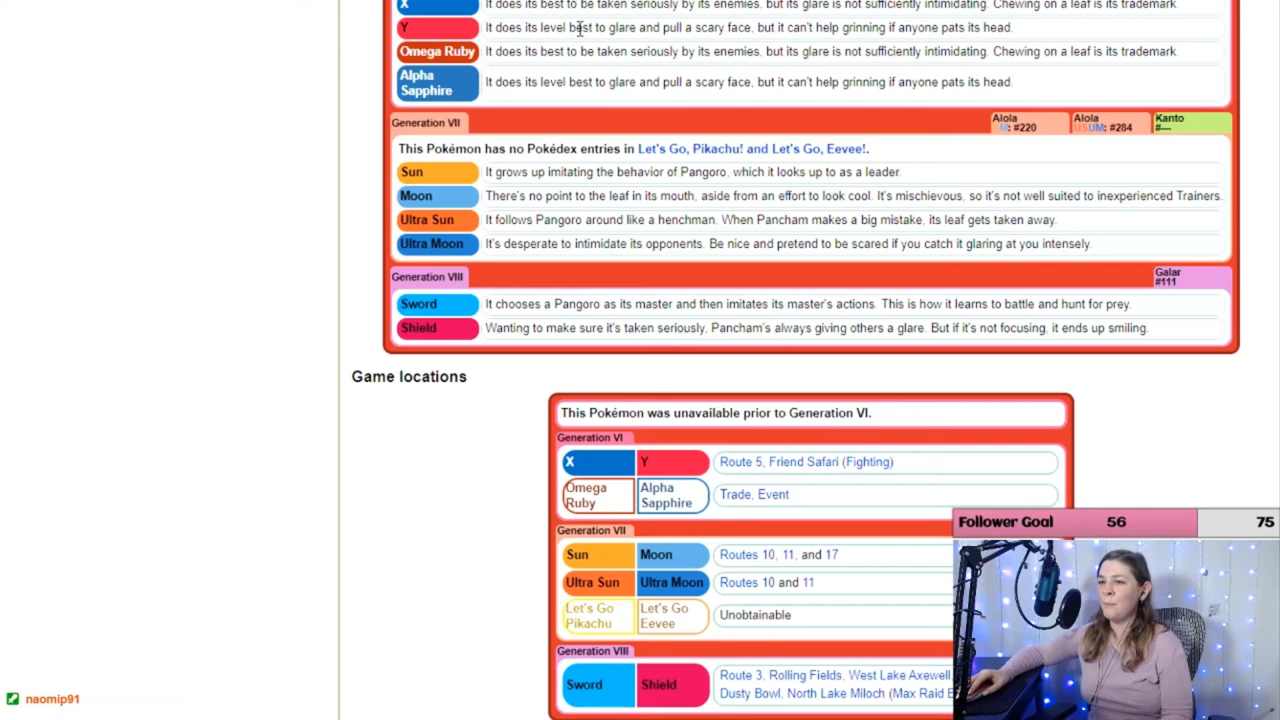 X It does its best to be taken seriously by its enemies, but its glare is not sufficiently intimidating. Chewing on a leaf is its trademark.
Y It does its level best to glare and pull a scary face, but it can't help grinning if anyone pats its head.
Omega Ruby It does its best to be taken seriously by its enemies, but its glare is not sufficiently intimidating. Chewing on a leaf is its trademark.
Alpha
Sapphire It does its level best to glare and pull a scary face, but it can't help grinning if anyone pats its head.
Generation VII
Alola
SM: #220
Alola
USUM: #284
Kanto
#—
This Pokémon has no Pokédex entries in Let's Go, Pikachu! and Let's Go, Eevee!.
Sun It grows up imitating the behavior of Pangoro, which it looks up to as a leader.
Moon There's no point to the leaf in its mouth, aside from an effort to look cool. It's mischievous, so it's not well suited to inexperienced Trainers.
Ultra Sun It follows Pangoro around like a henchman. When Pancham makes a big mistake, its leaf gets taken away.
Ultra Moon It's desperate to intimidate its opponents. Be nice and pretend to be scared if you catch it glaring at you intensely.
Generation VIII
Galar
#111
Sword It chooses a Pangoro as its master and then imitates its master's actions. This is how it learns to battle and hunt for prey.
Shield Wanting to make sure it's taken seriously, Pancham's always giving others a glare. But if it's not focusing, it ends up smiling.
Game locations
This Pokémon was unavailable prior to Generation VI.
Generation VI
X Y Route 5, Friend Safari (Fighting)
Omega
Ruby
Alpha
Sapphire
Trade, Event
Generation VII
Sun Moon Routes 10, 11, and 17
Ultra Sun Ultra Moon Routes 10 and 11
Let's Go
Pikachu
Let's Go
Eevee
Unobtainable
Generation VIII
Sword Shield
Route 3, Rolling Fields, West Lake Axewell,
Dusty Bowl, North Lake Miloch (Max Raid
Follower Goal 56 75
naomip91